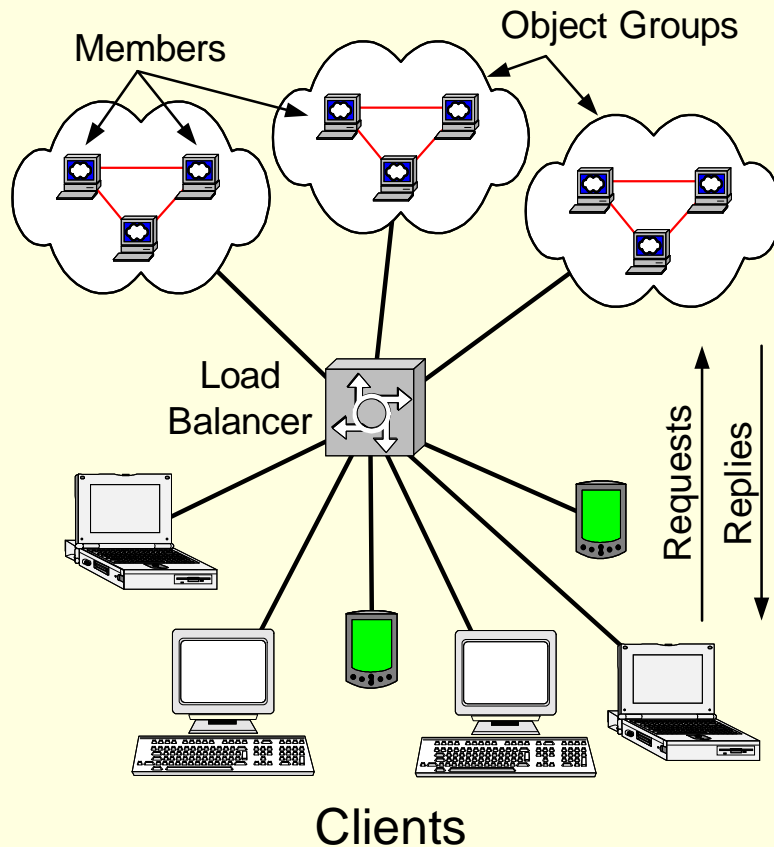 Object Groups
Members
Load
Balancer
Requests
Replies
Clients